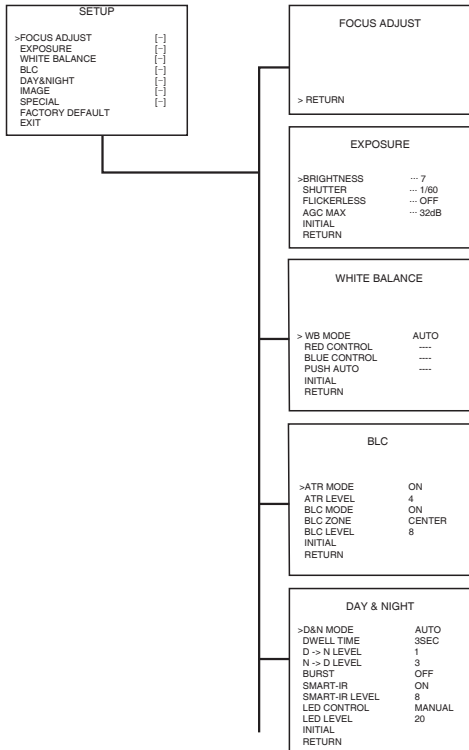 SETUP
>FOCUS ADJUST [~]
EXPOSURE [~]
WHITE BALANCE [~]
BLC [~]
DAY&NIGHT [~]
IMAGE [~]
SPECIAL [~]
FACTORY DEFAULT
EXIT
FOCUS ADJUST
> RETURN
EXPOSURE
>BRIGHTNESS ··· 7
SHUTTER ··· 1/60
FLICKERLESS ··· OFF
AGC MAX ··· 32dB
INITIAL
RETURN
WHITE BALANCE
> WB MODE AUTO
RED CONTROL ----
BLUE CONTROL ----
PUSH AUTO ----
INITIAL
RETURN
BLC
>ATR MODE ON
ATR LEVEL 4
BLC MODE ON
BLC ZONE CENTER
BLC LEVEL 8
INITIAL
RETURN
DAY & NIGHT
>D&N MODE AUTO
DWELL TIME 3SEC
D -> N LEVEL 1
N -> D LEVEL 3
BURST OFF
SMART-IR ON
SMART-IR LEVEL 8
LED CONTROL MANUAL
LED LEVEL 20
INITIAL
RETURN